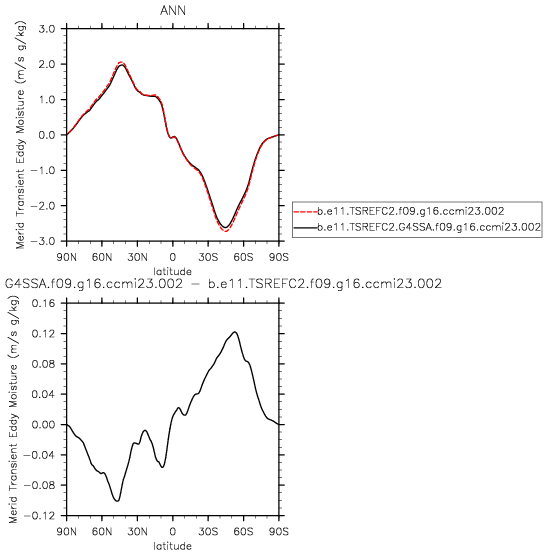 ANN
Merid Transient Eddy Moisture (m/s g/kg)
3.0
2.0
1.0
0.0
−1.0
−2.0
−3.0
90N 60N 30N 0 30S 60S 90S
latitude
b.e11.TSREFC2.f09.g16.ccmi23.002
b.e11.TSREFC2.G4SSA.f09.g16.ccmi23.002
G4SSA.f09.g16.ccmi23.002 − b.e11.TSREFC2.f09.g16.ccmi23.002
Merid Transient Eddy Moisture (m/s g/kg)
0.16
0.12
0.08
0.04
0.00
−0.04
−0.08
−0.12
90N 60N 30N 0 30S 60S 90S
latitude